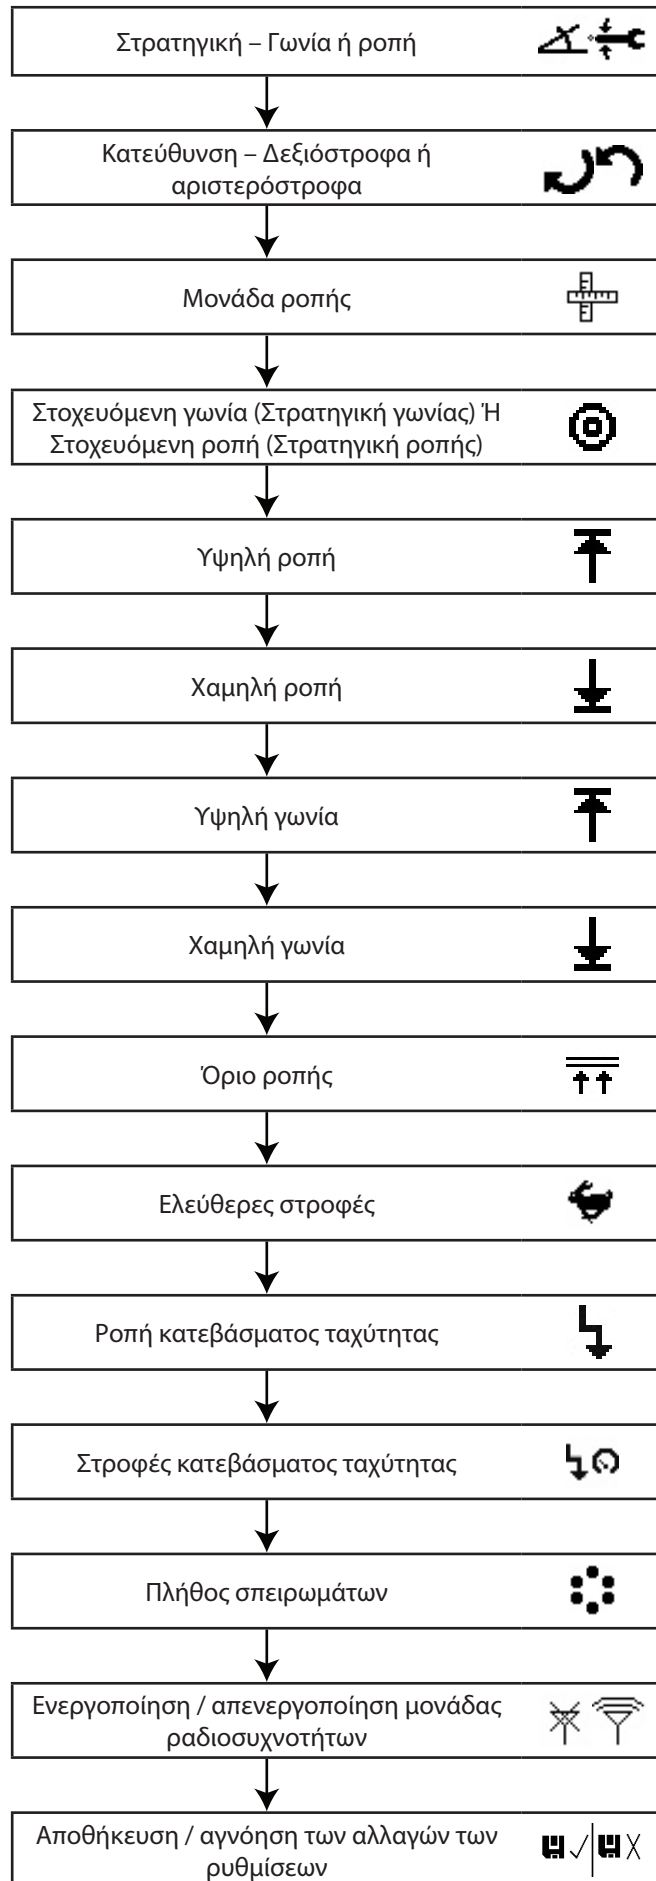 Στρατηγική – Γωνία ή ροπή
Κατεύθυνση – Δεξιόστροφα ή
αριστερόστροφα
Μονάδα ροπής
Στοχευόμενη γωνία (Στρατηγική γωνίας) Ή
Στοχευόμενη ροπή (Στρατηγική ροπής)
Υψηλή ροπή
Χαμηλή ροπή
Υψηλή γωνία
Χαμηλή γωνία
Όριο ροπής
Ελεύθερες στροφές
Ροπή κατεβάσματος ταχύτητας
Στροφές κατεβάσματος ταχύτητας
Πλήθος σπειρωμάτων
Ενεργοποίηση / απενεργοποίηση μονάδας
ραδιοσυχνοτήτων
Αποθήκευση / αγνόηση των αλλαγών των
ρυθμίσεων